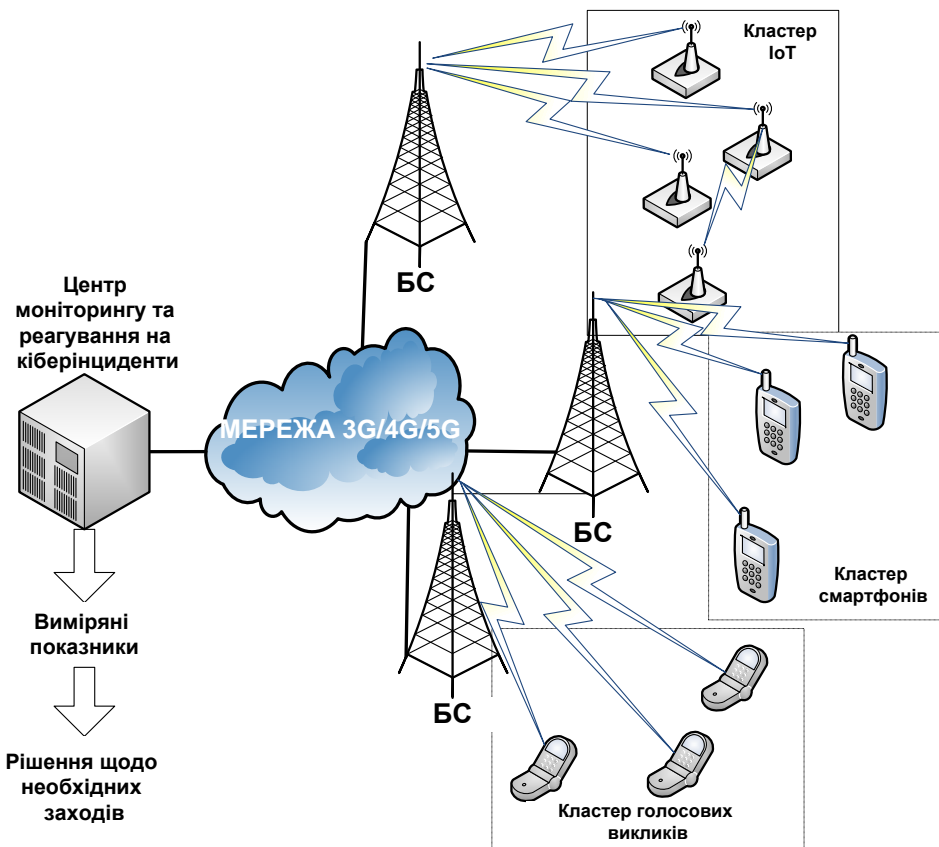 Кластер
IoT
БС
Центр
моніторингу та
реагування на
кіберінциденти
МЕРЕЖА 3G/4G/5G
БС
Кластер
смартфонів
Виміряні
показники
БС
Рішення щодо
необхідних
заходів
Кластер голосових
викликів